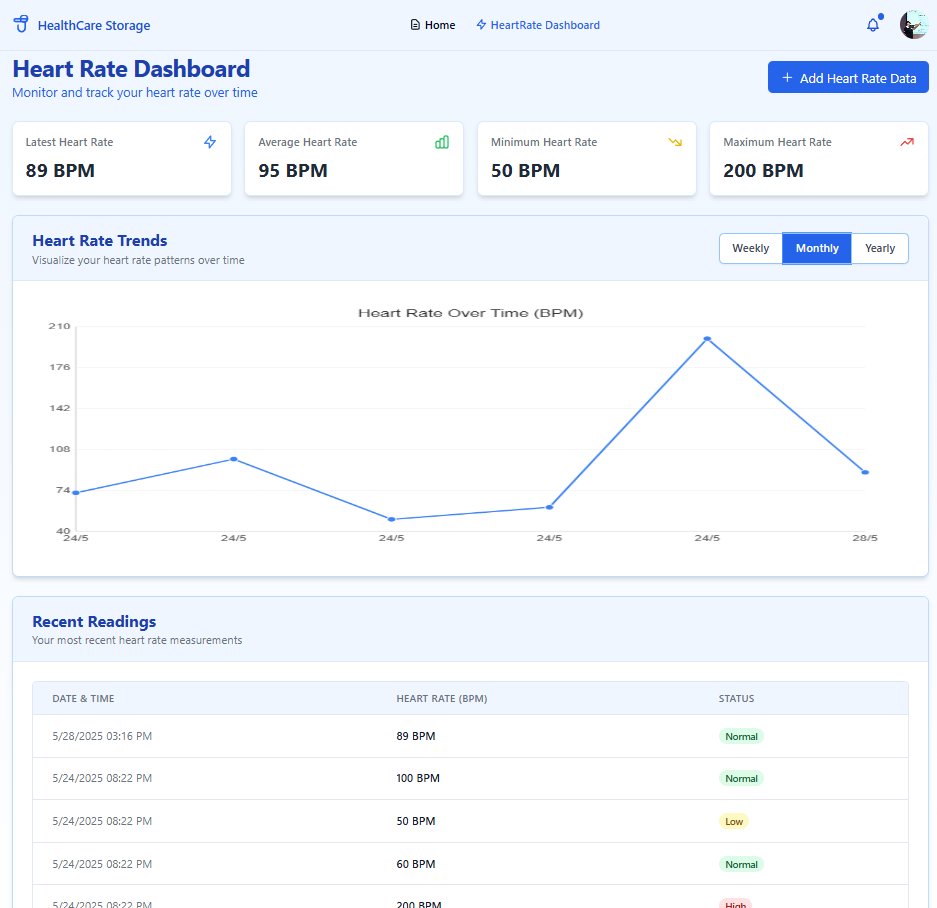 HealthCare Storage
Home
HeartRate Dashboard
Heart Rate Dashboard
Monitor and track your heart rate over time
+ Add Heart Rate Data
Latest Heart Rate
89 BPM
Average Heart Rate
95 BPM
Minimum Heart Rate
50 BPM
Maximum Heart Rate
200 BPM
Heart Rate Trends
Visualize your heart rate patterns over time
Weekly Monthly Yearly
Heart Rate Over Time (BPM)
210
176
142
108
74
40
24/5 24/5 24/5 24/5 24/5 28/5
Recent Readings
Your most recent heart rate measurements
DATE & TIME HEART RATE (BPM) STATUS
5/28/2025 03:16 PM 89 BPM Normal
5/24/2025 08:22 PM 100 BPM Normal
5/24/2025 08:22 PM 50 BPM Low
5/24/2025 08:22 PM 60 BPM Normal
5/24/2025 08:22 PM 200 BPM High